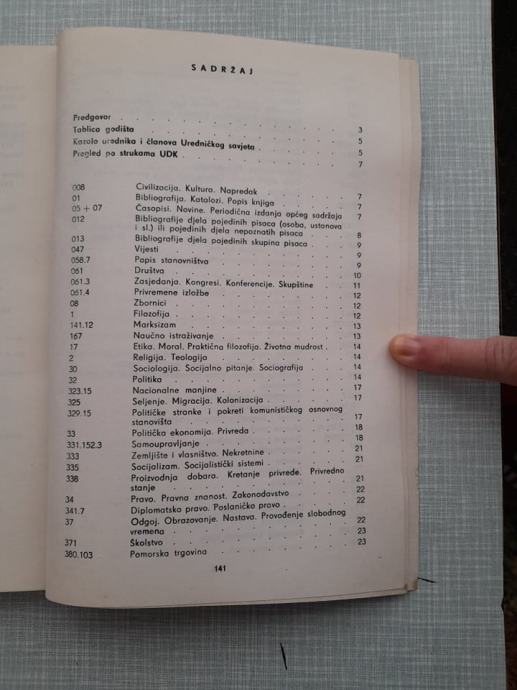 SADRŽAJ
Predgovor . . . . . . . . . . 3
Tablica godišta . . . . . . . . . . 5
Kazalo urednika i članova Uredničkog savjeta . . . . . 5
Pregled po strukama UDK . . . . . . . . 7
008 Civilizacija. Kultura. Napredak . . . . . 7
01 Bibliografija. Katalozi. Popis knjiga . . . . 7
05 + 07 Časopisi. Novine. Periodična izdanja općeg sadržaja 7
012 Bibliografije djela pojedinih pisaca (osoba, ustanova
i sl.) ili pojedinih djela nepoznatih pisaca . . . 8
013 Bibliografije djela pojedinih skupina pisaca . . . 9
047 Vijesti . . . . . . . . . 9
058.7 Popis stanovništva . . . . . . . 9
061 Društva . . . . . . . . . 10
061.3 Zasjedanja. Kongresi. Konferencije. Skupštine . . . 11
061.4 Privremene izložbe . . . . . . . 12
08 Zbornici . . . . . . . . . 12
1 Filozofija . . . . . . . . . 12
141.12 Marksizam . . . . . . . . . 13
167 Naučno istraživanje . . . . . . . 13
17 Etika. Moral. Praktična filozofija. Životna mudrost . 14
2 Religija. Teologija . . . . . . . 14
30 Sociologija. Socijalno pitanje. Sociografija . . . 14
32 Politika . . . . . . . . . 14
323.15 Nacionalne manjine . . . . . . . 17
325 Seljenje. Migracija. Kolonizacija . . . . . 17
329.15 Političke stranke i pokreti komunističkog osnovnog
stanovišta . . . . . . . . . 17
33 Politička ekonomija. Privreda . . . . . 18
331.152.3 Samoupravljanje . . . . . . . . 18
333 Zemljište i vlasništvo. Nekretnine . . . . . 21
335 Socijalizam. Socijalistički sistemi . . . . . 21
338 Proizvodnja dobara. Kretanje privrede. Privredno
stanje . . . . . . . . . 21
34 Pravo. Pravna znanost. Zakonodavstvo . . . . 22
341.7 Diplomatsko pravo. Poslaničko pravo . . . . 22
37 Odgoj. Obrazovanje. Nastava. Provođenje slobodnog
vremena . . . . . . . . . 22
371 Školstvo . . . . . . . . . 23
380.103 Pomorska trgovina . . . . . . . 23
141